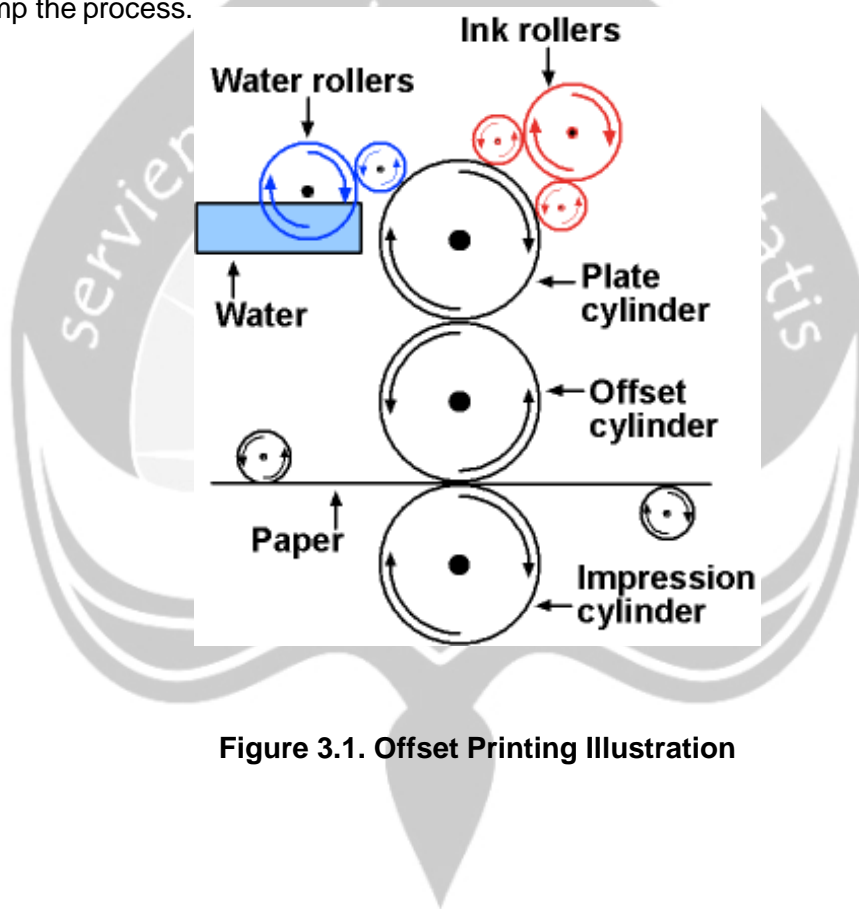 the process.
Ink rollers
Water rollers
Plate
cylinder
Water
Offset
cylinder
Paper
Impression
cylinder
Figure 3.1. Offset Printing Illustration